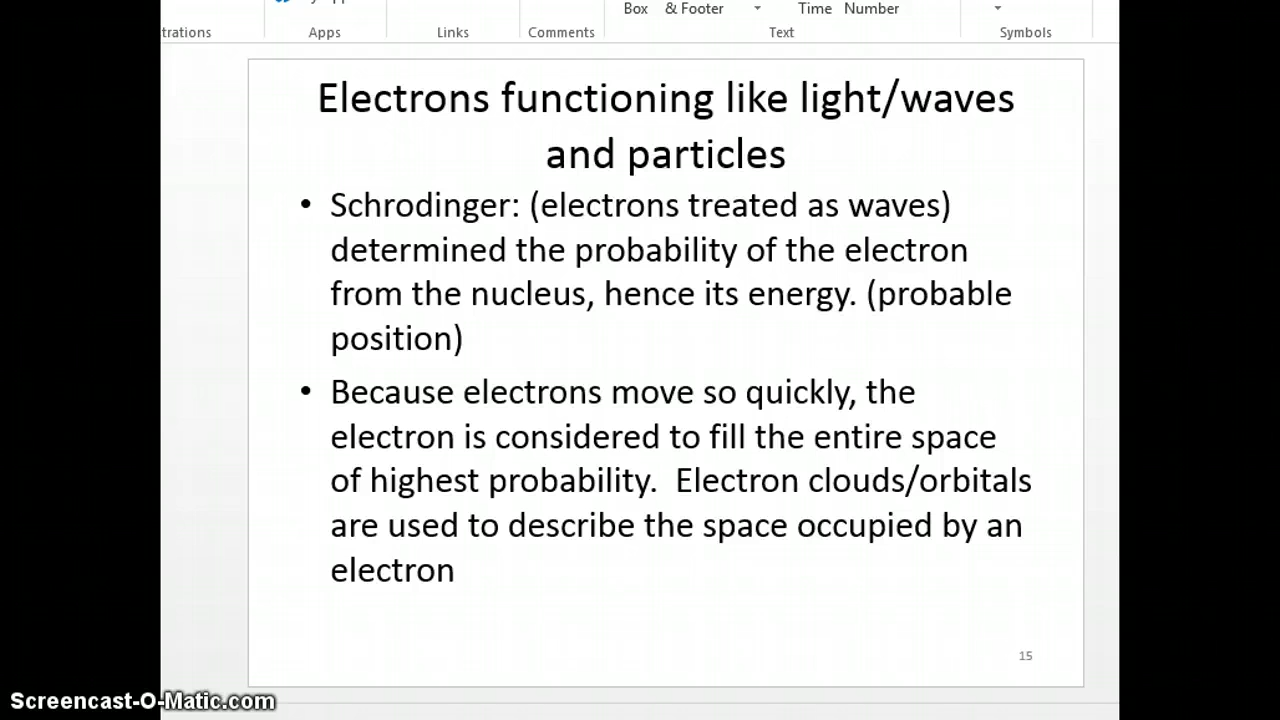 Box & Footer Time Number
trations Apps Links Comments Text Symbols
Electrons functioning like light/waves
and particles
• Schrodinger: (electrons treated as waves)
determined the probability of the electron
from the nucleus, hence its energy. (probable
position)
• Because electrons move so quickly, the
electron is considered to fill the entire space
of highest probability.  Electron clouds/orbitals
are used to describe the space occupied by an
electron
15
Screencast-O-Matic.com